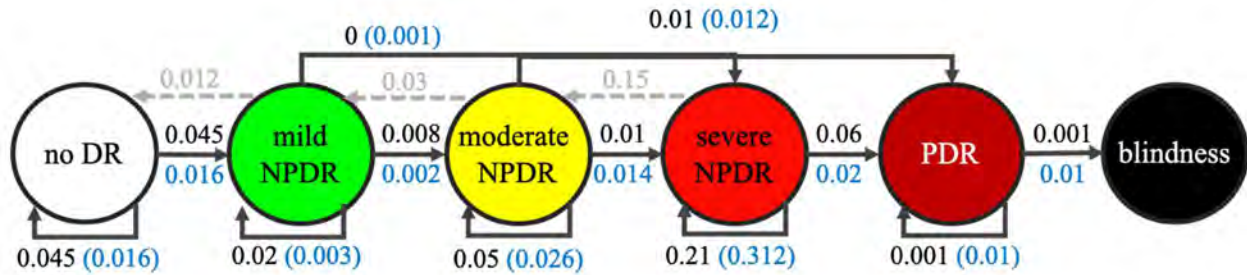 0 (0.001)
0.01 (0.012)
0.012
0.03
0.15
no DR
0.045
0.016
mild
NPDR
0.008
0.002
moderate
NPDR
0.01
0.014
severe
NPDR
0.06
0.02
PDR
0.001
0.01
blindness
0.045 (0.016)
0.02 (0.003)
0.05 (0.026)
0.21 (0.312)
0.001 (0.01)